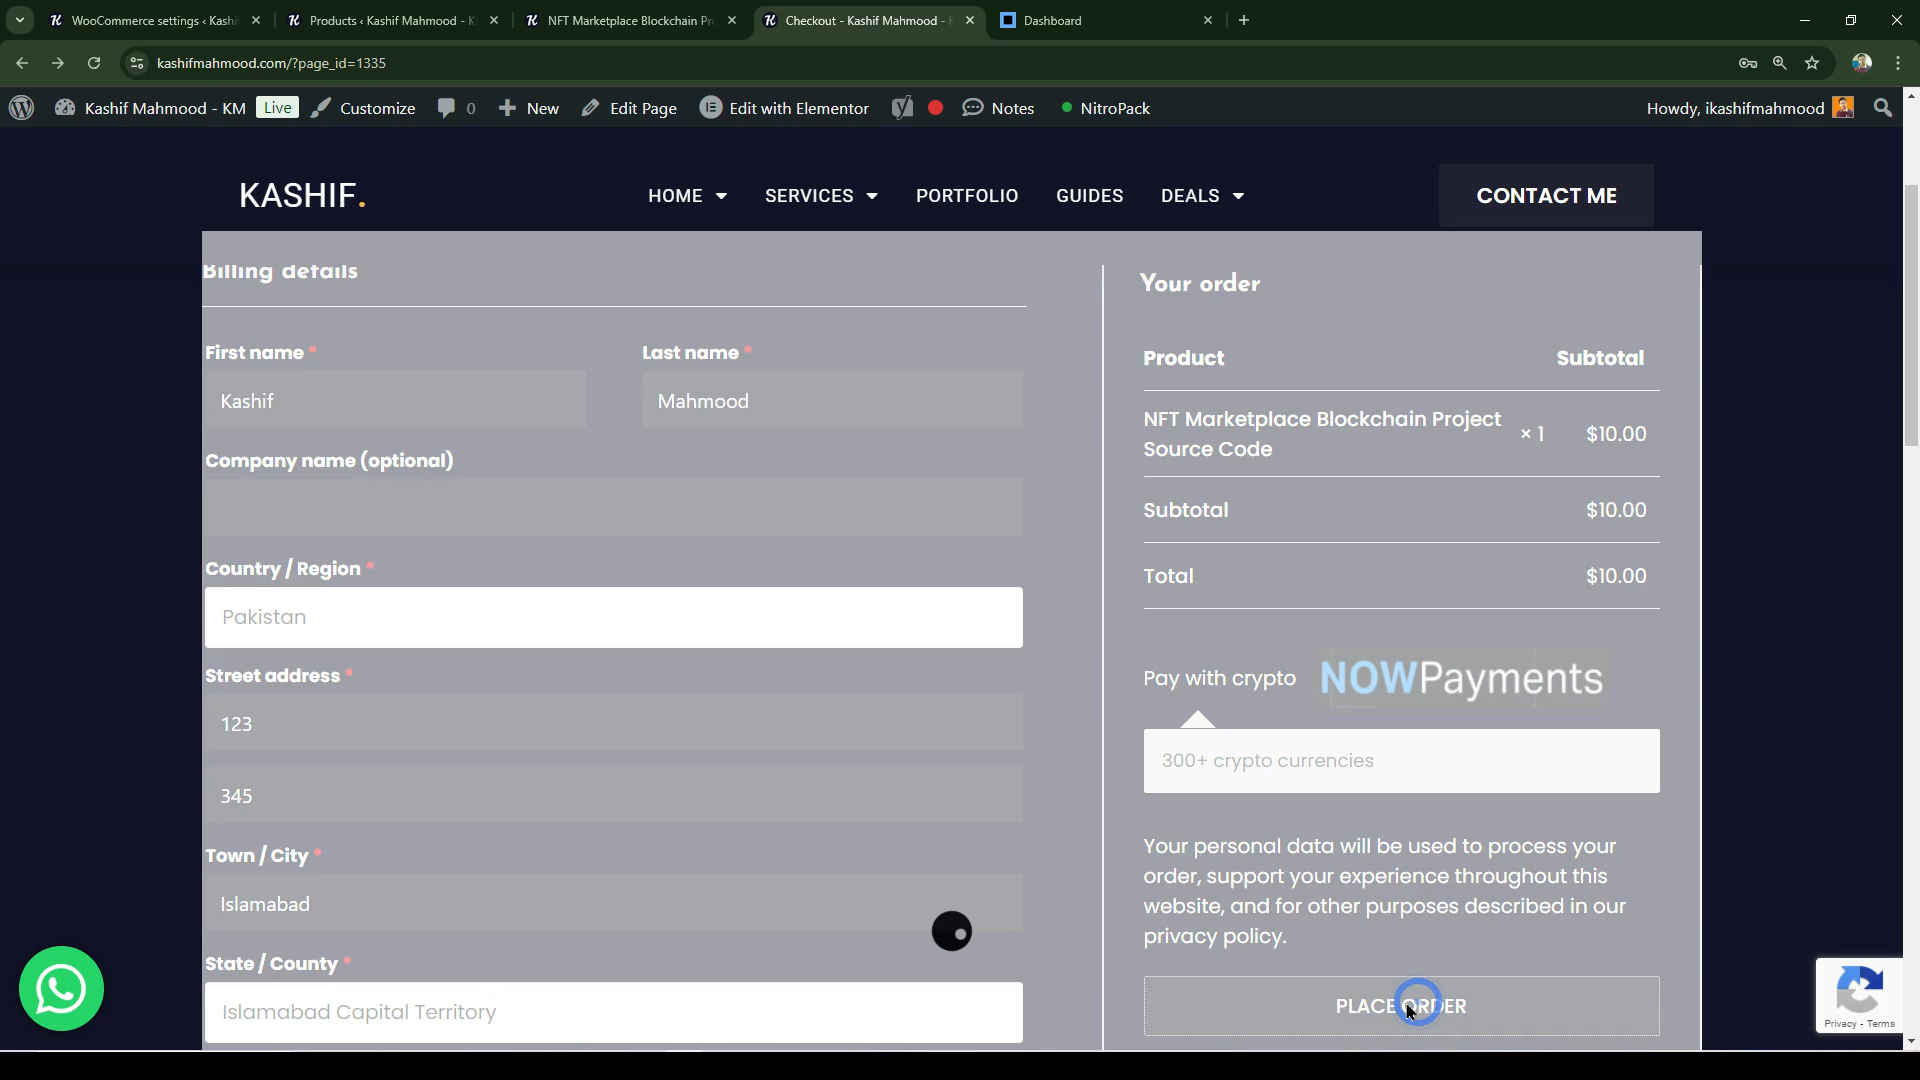 WooCommerce settings ‹ Kashi
Products ‹ Kashif Mahmood - K
NFT Marketplace Blockchain Pr
Checkout - Kashif Mahmood -
Dashboard
kashifmahmood.com/?page_id=1335
Kashif Mahmood - KM
Live
Customize
0
New
Edit Page
Edit with Elementor
Notes
NitroPack
Howdy, ikashifmahmood
KASHIF.
HOME
SERVICES
PORTFOLIO
GUIDES
DEALS
CONTACT ME
Billing details
First name *
Last name *
Kashif
Mahmood
Company name (optional)
Country / Region *
Pakistan
Street address *
123
345
Town / City *
Islamabad
State / County *
Islamabad Capital Territory
Your order
Product
Subtotal
NFT Marketplace Blockchain Project
Source Code
× 1
$10.00
Subtotal
$10.00
Total
$10.00
Pay with crypto
NOWPayments
300+ crypto currencies
Your personal data will be used to process your
order, support your experience throughout this
website, and for other purposes described in our
privacy policy.
PLACE ORDER
Privacy - Terms